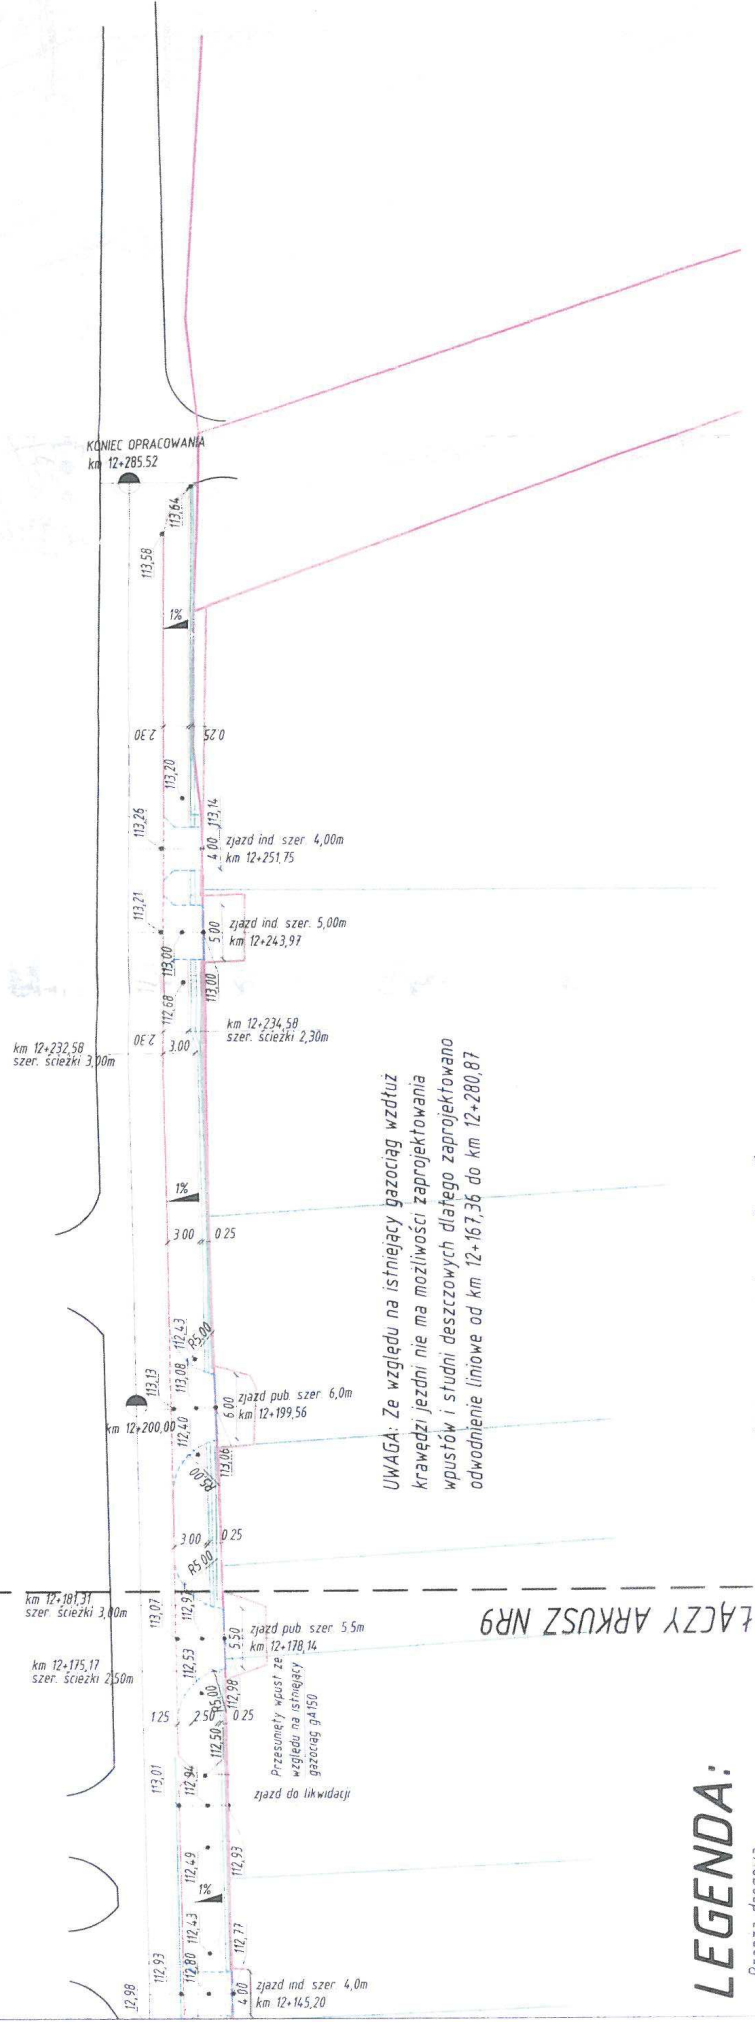 KONIEC OPRACOWANIA
km 12+285.52
113,64
113,58
1%
2.30
0.25
113,20
113,26
113,14
4.00
zjazd ind. szer. 4,00m
km 12+251,75
113,21
5.00
zjazd ind. szer. 5,00m
km 12+243,97
113,00
113,00
112,68
2.30
km 12+234,58
szer. ścieżki 2,30m
km 12+232,58
szer. ścieżki 3,00m
3.00
1%
3.00
0.25
112,43
R5.00
113,08
113,13
6.00
zjazd pub. szer. 6,0m
km 12+199,56
km 12+200,00
112,40
113,06
R5.00
3.00
0.25
R5.00
UWAGA: Ze względu na istniejący gazociąg wzdłuż
krawędzi jezdni nie ma możliwości zaprojektowania
wpustów i studni deszczowych dlatego zaprojektowano
odwodnienie liniowe od km 12+167,36 do km 12+280,87
ŁĄCZY ARKUSZ NR9
km 12+181,31
szer. ścieżki 3,00m
113,07
112,97
5.50
zjazd pub. szer. 5.5m
km 12+178,14
112,53
km 12+175,17
szer. ścieżki 2,50m
112,98
R5.00
1.25
2.50
0.25
112,50
Przesunięty wpust ze
względu na istniejący
gazociąg gA150
113,01
112,94
zjazd do likwidacji
112,49
112,93
1%
112,43
112,77
112,93
112,80
4.00
zjazd ind. szer. 4,0m
km 12+145,20
12,98
LEGENDA: